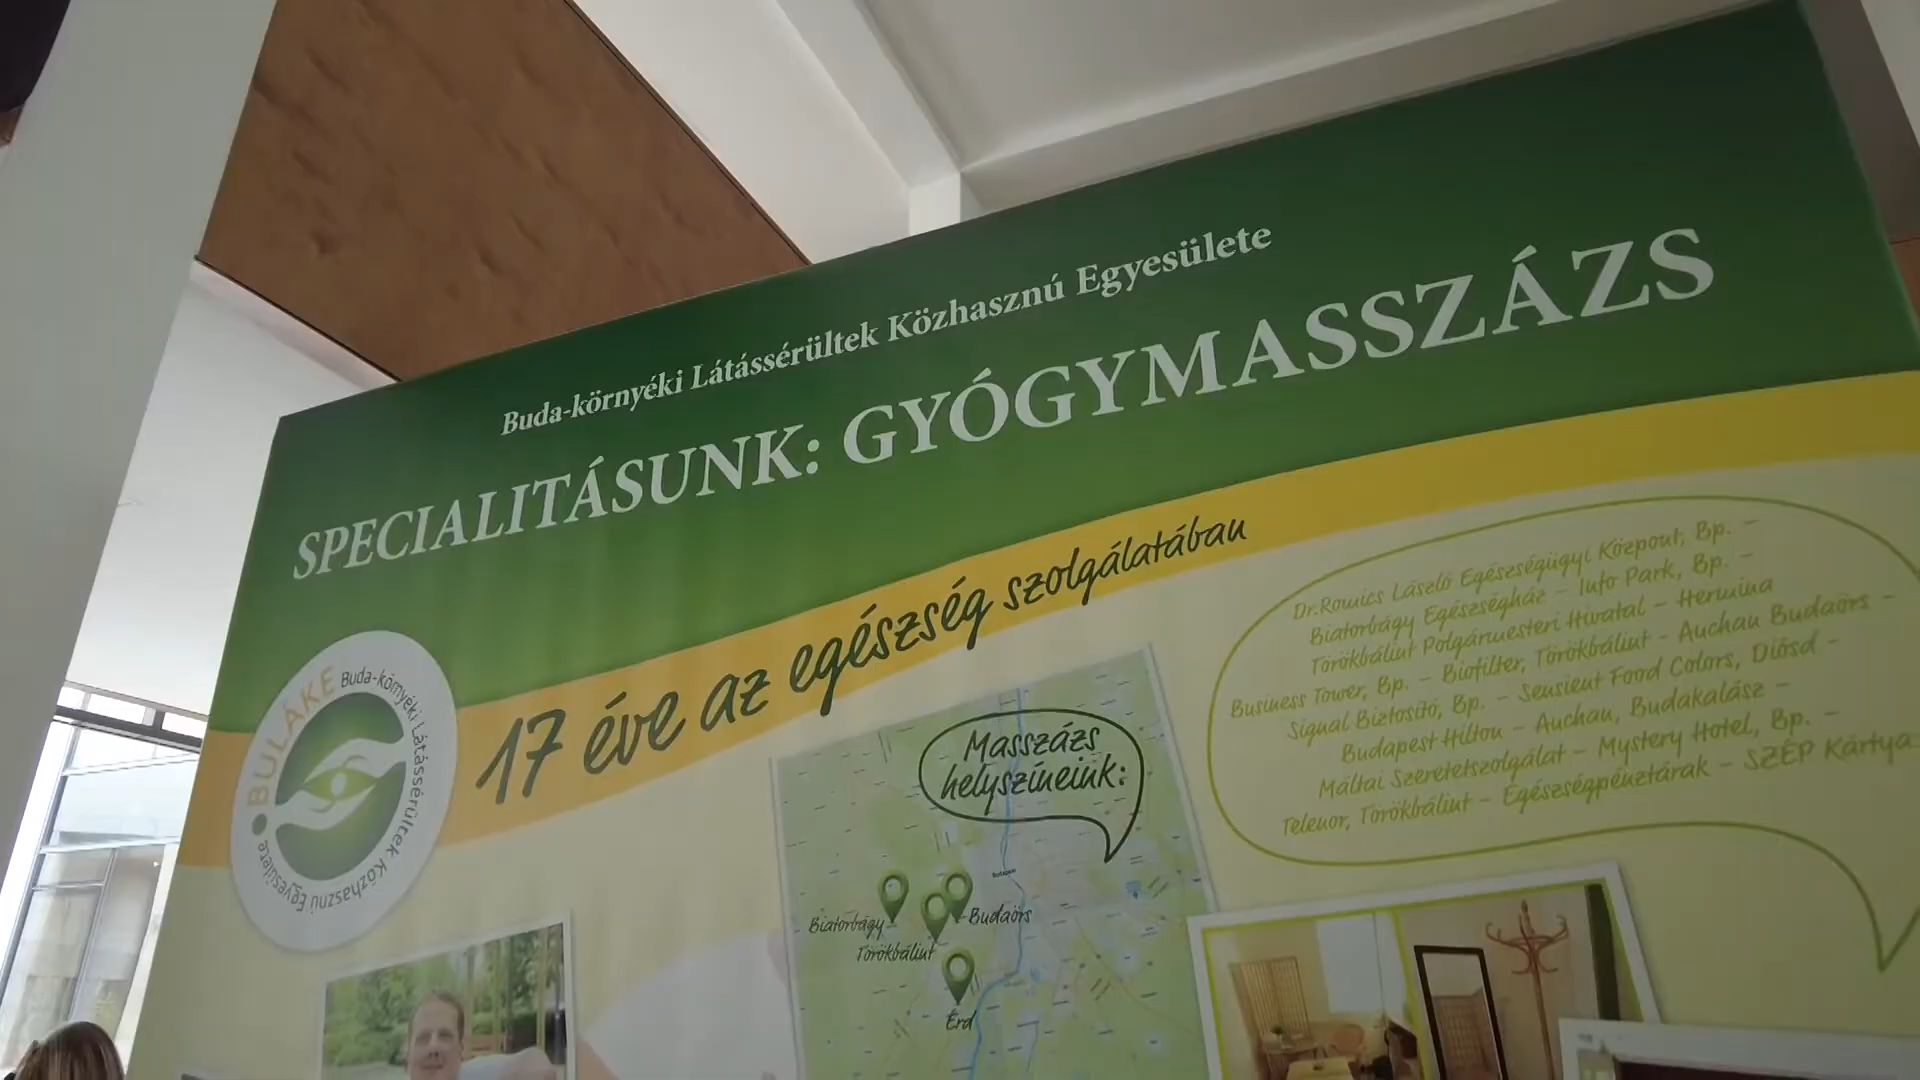 Buda-környéki Látássérültek Közhasznú Egyesülete
SPECIALITÁSUNK: GYÓGYMASSZÁZS
17 éve az egészség szolgálatában
BULÁKE
Buda-környéki Látássérültek Közhasznú Egyesülete
Masszázs
helyszíneink:
Budapest
Biatorbágy
Budaörs
Törökbálint
Érd
Dr.Romics László Egészségügyi Központ, Bp. –
Biatorbágy Egészségház – Info Park, Bp. –
Törökbálint Polgármesteri Hivatal – Hermina
Business Tower, Bp. – Biofilter, Törökbálint – Auchan Budaörs –
Signal Biztosító, Bp. – Sensient Food Colors, Diósd –
Budapest Hilton – Auchan, Budakalász –
Máltai Szeretetszolgálat – Mystery Hotel, Bp. –
Telenor, Törökbálint – Egészségpénztárak – SZÉP Kártya